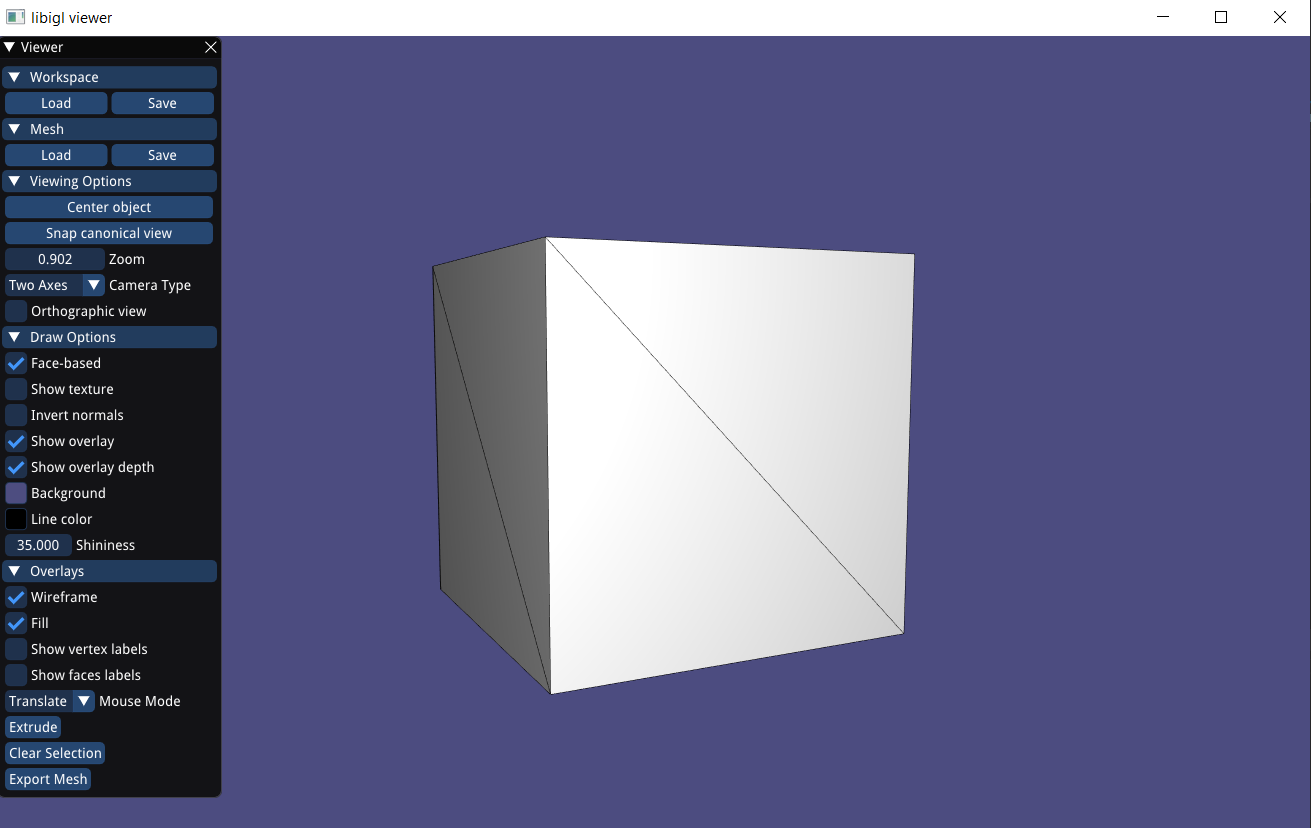 libigl viewer
Viewer
Workspace
Load Save
Mesh
Load Save
Viewing Options
Center object
Snap canonical view
0.902 Zoom
Two Axes Camera Type
Orthographic view
Draw Options
Face-based
Show texture
Invert normals
Show overlay
Show overlay depth
Background
Line color
35.000 Shininess
Overlays
Wireframe
Fill
Show vertex labels
Show faces labels
Translate Mouse Mode
Extrude
Clear Selection
Export Mesh